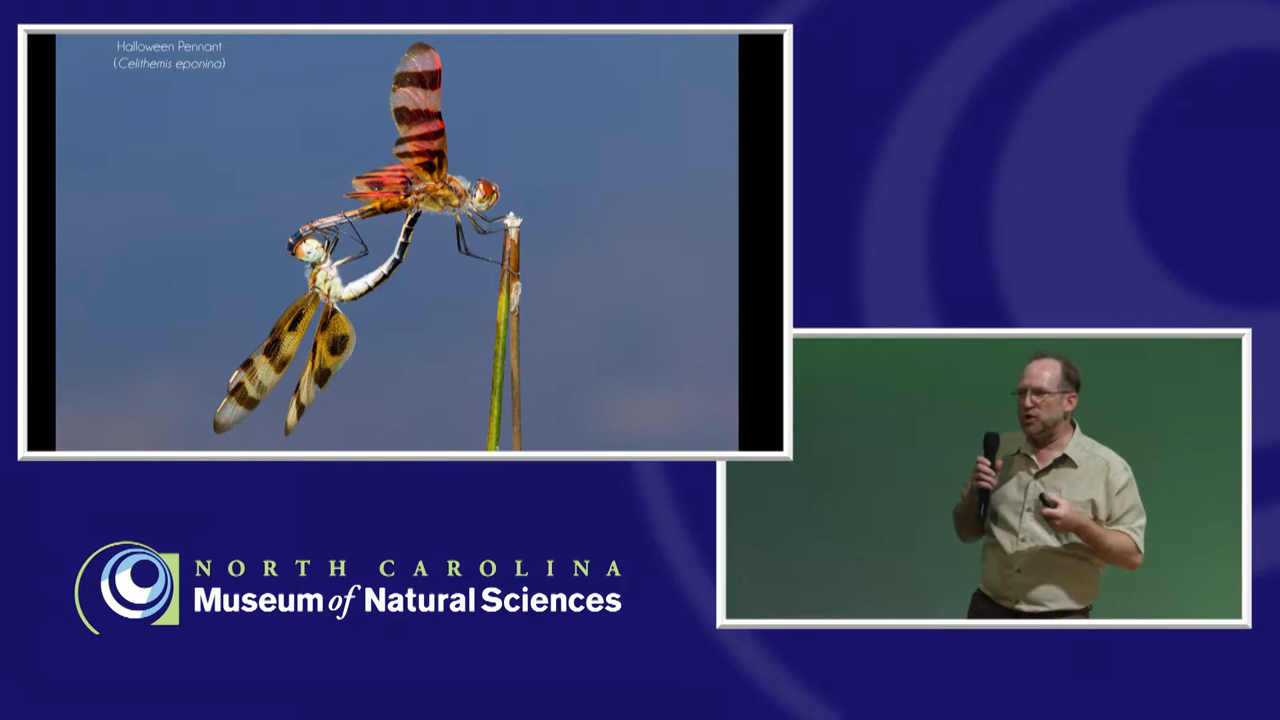 Halloween Pennant
(Celithemis eponina)
NORTH CAROLINA
Museum of Natural Sciences